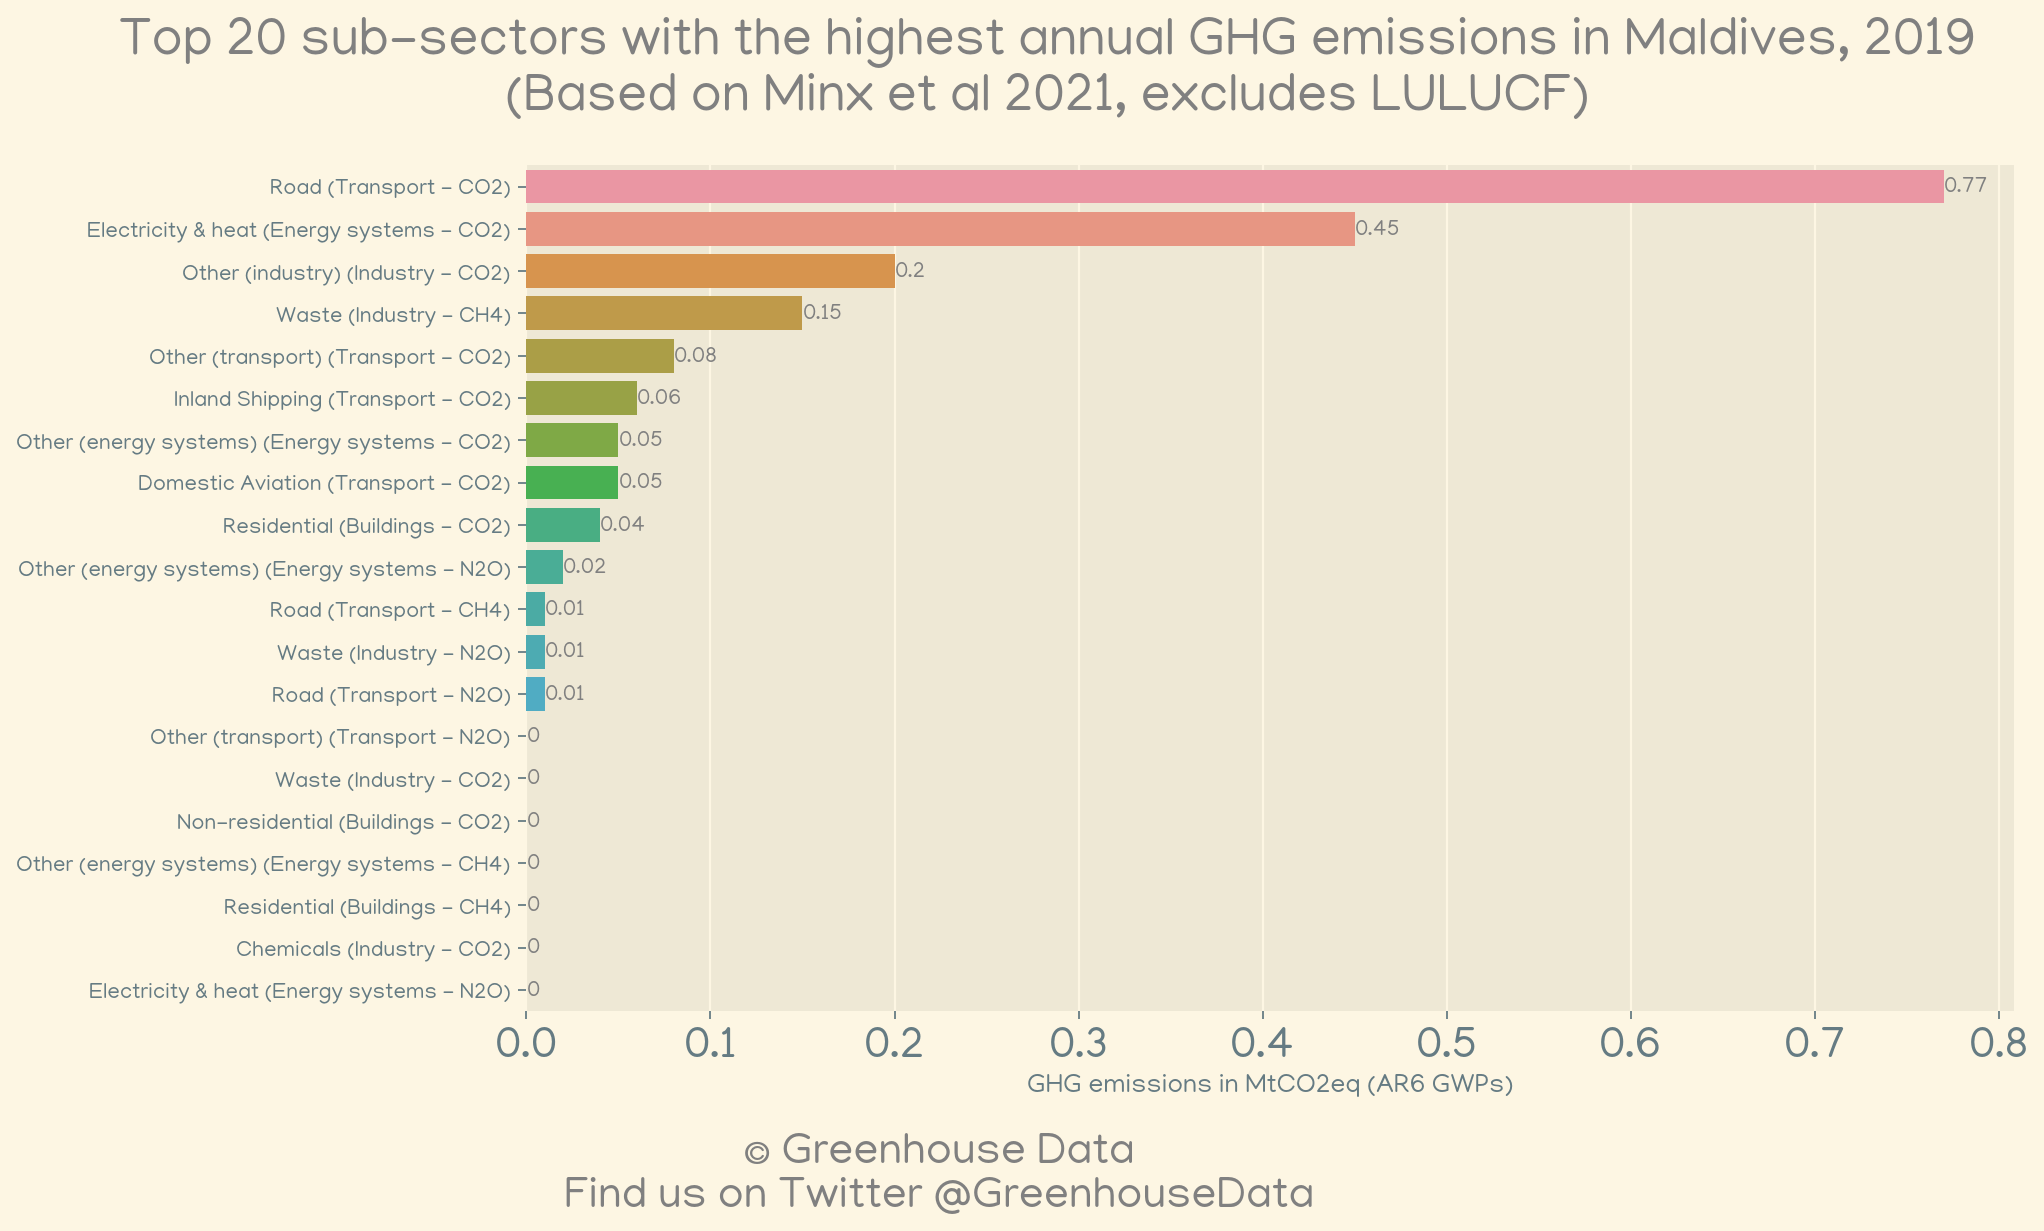 Top 20 sub-sectors with the highest annual GHG emissions in Maldives, 2019
(Based on Minx et al 2021, excludes LULUCF)
Road (Transport - CO2) 0.77
Electricity & heat (Energy systems - CO2) 0.45
Other (industry) (Industry - CO2) 0.2
Waste (Industry - CH4) 0.15
Other (transport) (Transport - CO2) 0.08
Inland Shipping (Transport - CO2) 0.06
Other (energy systems) (Energy systems - CO2) 0.05
Domestic Aviation (Transport - CO2) 0.05
Residential (Buildings - CO2) 0.04
Other (energy systems) (Energy systems - N2O) 0.02
Road (Transport - CH4) 0.01
Waste (Industry - N2O) 0.01
Road (Transport - N2O) 0.01
Other (transport) (Transport - N2O) 0
Waste (Industry - CO2) 0
Non-residential (Buildings - CO2) 0
Other (energy systems) (Energy systems - CH4) 0
Residential (Buildings - CH4) 0
Chemicals (Industry - CO2) 0
Electricity & heat (Energy systems - N2O) 0
0.0 0.1 0.2 0.3 0.4 0.5 0.6 0.7 0.8
GHG emissions in MtCO2eq (AR6 GWPs)
© Greenhouse Data
Find us on Twitter @GreenhouseData